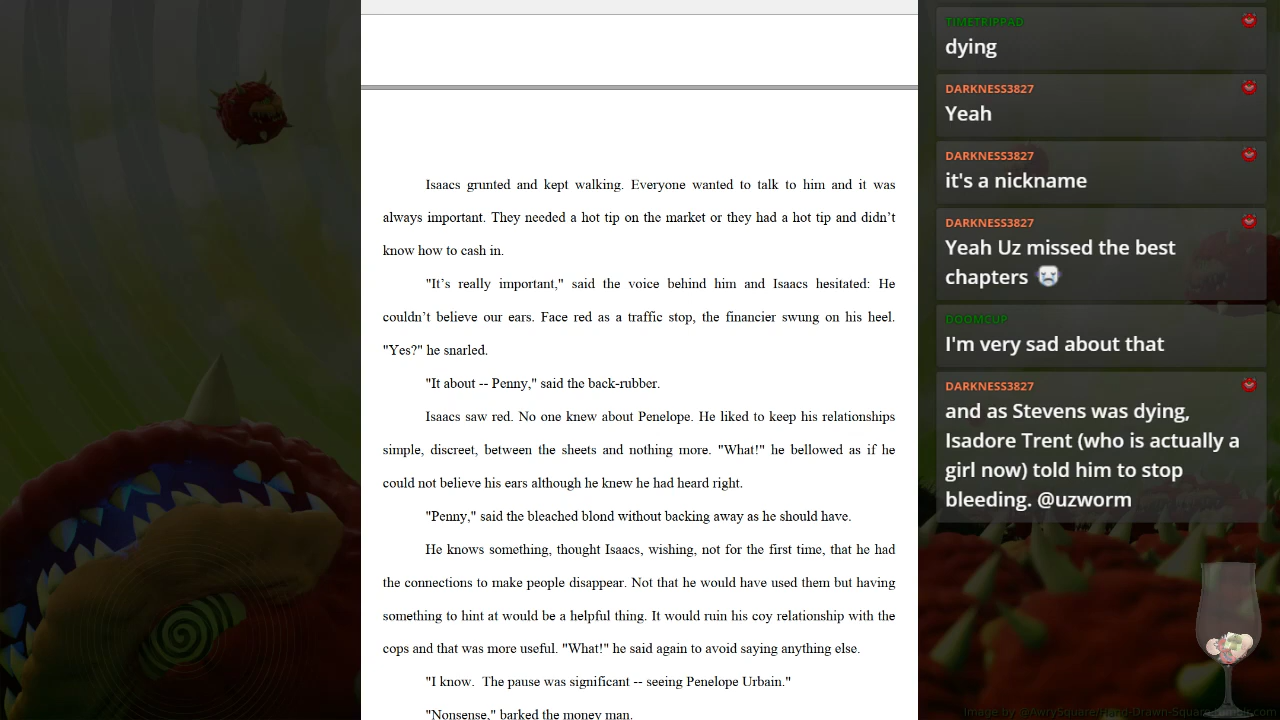 Isaacs grunted and kept walking. Everyone wanted to talk to him and it was
always important. They needed a hot tip on the market or they had a hot tip and didn’t
know how to cash in.
"It’s really important," said the voice behind him and Isaacs hesitated: He
couldn’t believe our ears. Face red as a traffic stop, the financier swung on his heel.
"Yes?" he snarled.
"It about -- Penny," said the back-rubber.
Isaacs saw red. No one knew about Penelope. He liked to keep his relationships
simple, discreet, between the sheets and nothing more. "What!" he bellowed as if he
could not believe his ears although he knew he had heard right.
"Penny," said the bleached blond without backing away as he should have.
He knows something, thought Isaacs, wishing, not for the first time, that he had
the connections to make people disappear. Not that he would have used them but having
something to hint at would be a helpful thing. It would ruin his coy relationship with the
cops and that was more useful. "What!" he said again to avoid saying anything else.
"I know.  The pause was significant -- seeing Penelope Urbain."
"Nonsense," barked the money man.
TIMETRIPPAD
dying
DARKNESS3827
Yeah
DARKNESS3827
it's a nickname
DARKNESS3827
Yeah Uz missed the best
chapters
DOOMCUP
I'm very sad about that
DARKNESS3827
and as Stevens was dying,
Isadore Trent (who is actually a
girl now) told him to stop
bleeding. @uzworm